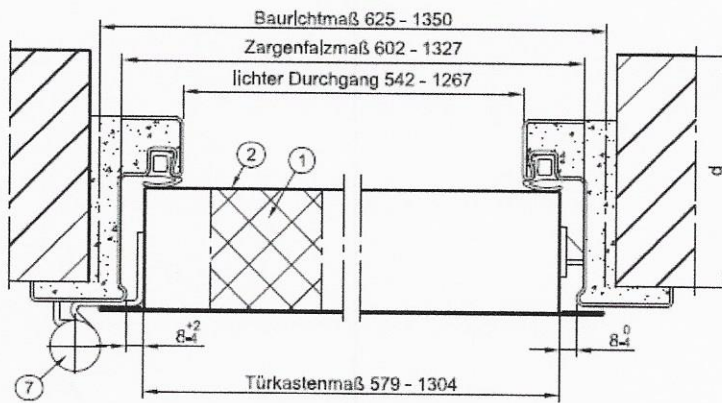 Baurichtmaß 625 - 1350
Zargenfalzmaß 602 - 1327
lichter Durchgang 542 - 1267
2
1
d
8 +2 -4
8 0 -4
7
Türkastenmaß 579 - 1304